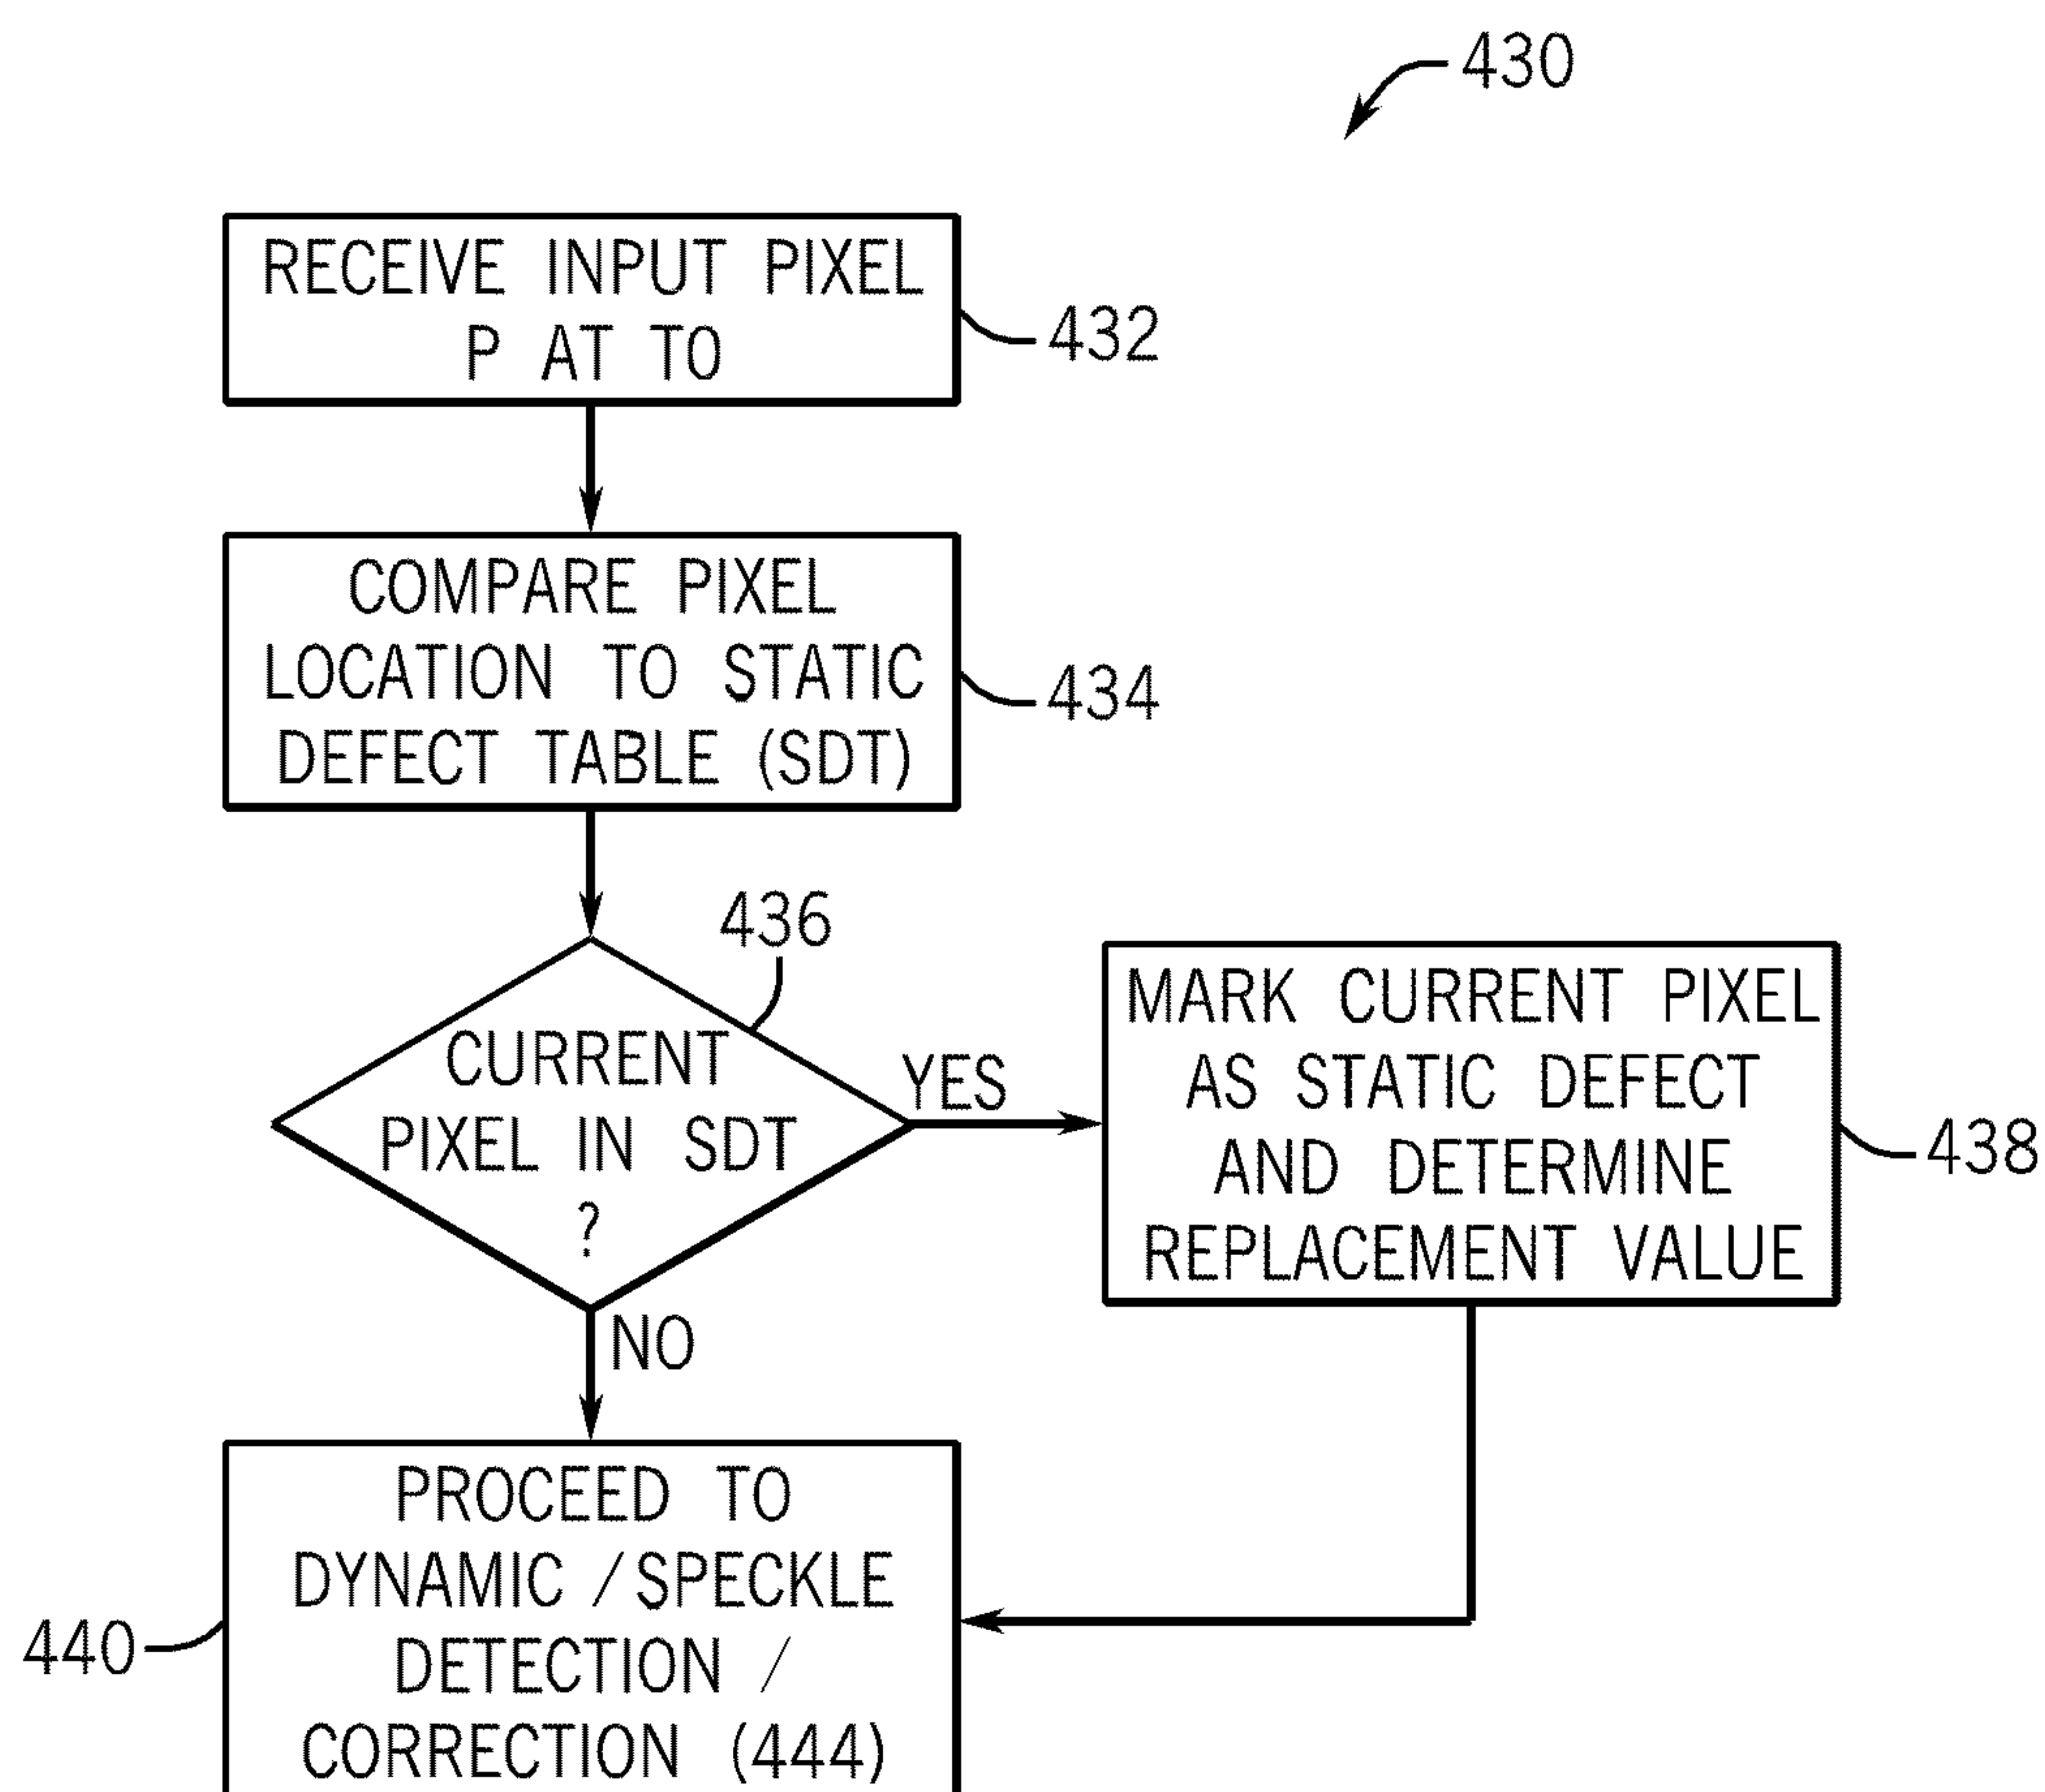 430
RECEIVE INPUT PIXEL
P AT TO
432
COMPARE PIXEL
LOCATION TO STATIC
DEFECT TABLE (SDT)
434
436
CURRENT
PIXEL IN SDT
?
YES
MARK CURRENT PIXEL
AS STATIC DEFECT
AND DETERMINE
REPLACEMENT VALUE
438
NO
PROCEED TO
DYNAMIC / SPECKLE
DETECTION /
CORRECTION (444)
440